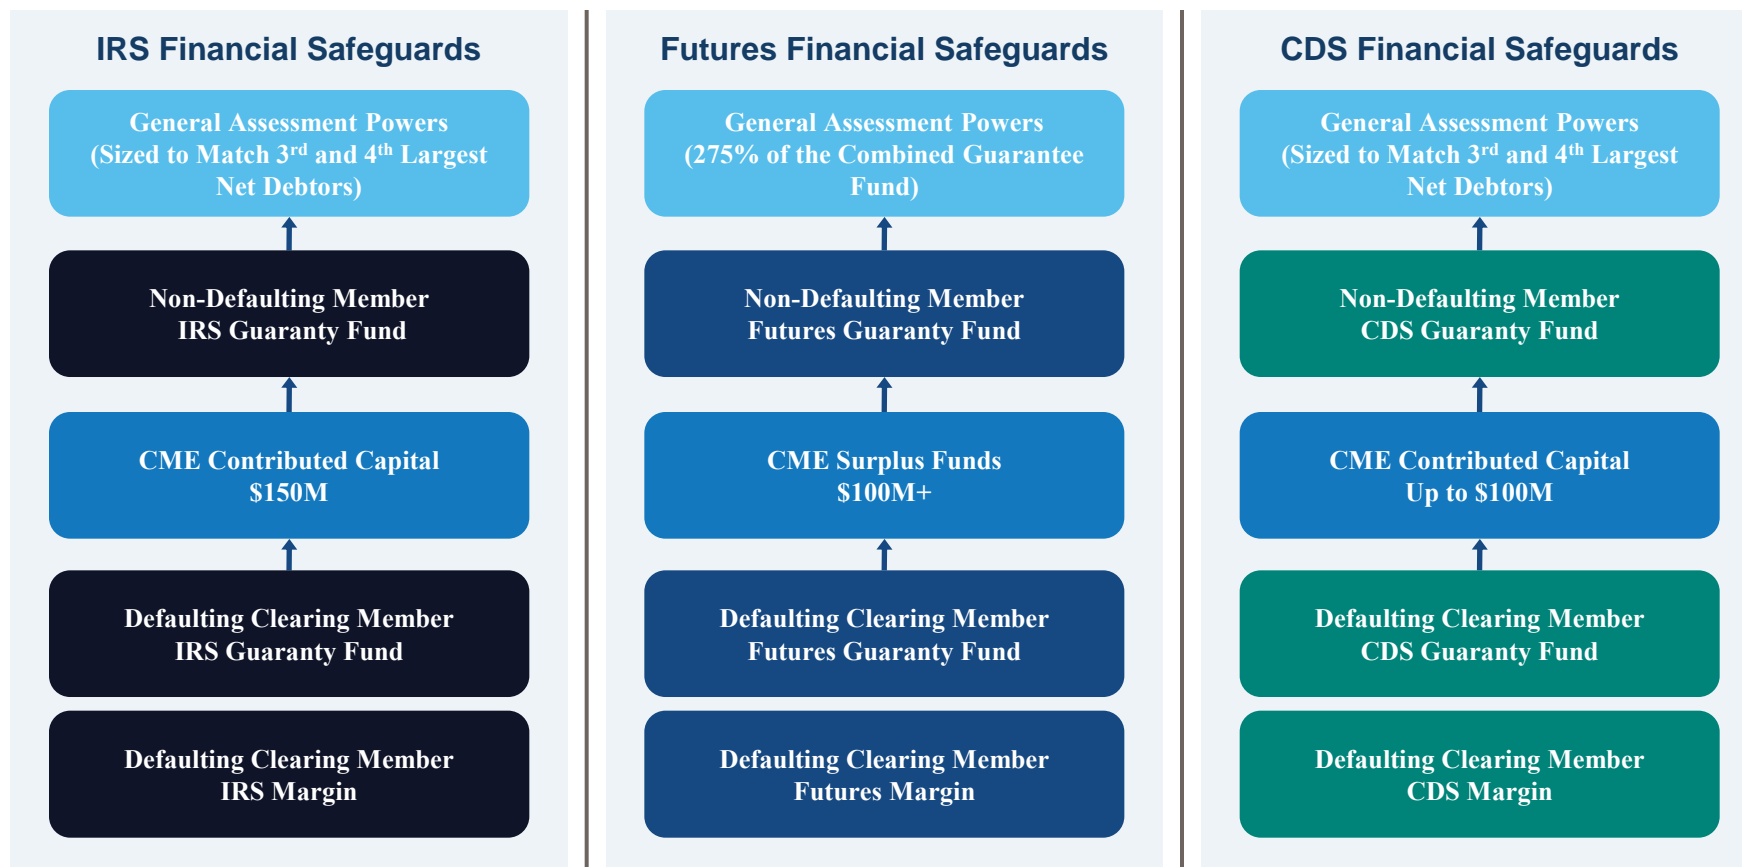 IRS Financial Safeguards
General Assessment Powers
(Sized to Match 3rd and 4th Largest
Net Debtors)
Non-Defaulting Member
IRS Guaranty Fund
CME Contributed Capital
$150M
Defaulting Clearing Member
IRS Guaranty Fund
Defaulting Clearing Member
IRS Margin
Futures Financial Safeguards
General Assessment Powers
(275% of the Combined Guarantee
Fund)
Non-Defaulting Member
Futures Guaranty Fund
CME Surplus Funds
$100M+
Defaulting Clearing Member
Futures Guaranty Fund
Defaulting Clearing Member
Futures Margin
CDS Financial Safeguards
General Assessment Powers
(Sized to Match 3rd and 4th Largest
Net Debtors)
Non-Defaulting Member
CDS Guaranty Fund
CME Contributed Capital
Up to $100M
Defaulting Clearing Member
CDS Guaranty Fund
Defaulting Clearing Member
CDS Margin